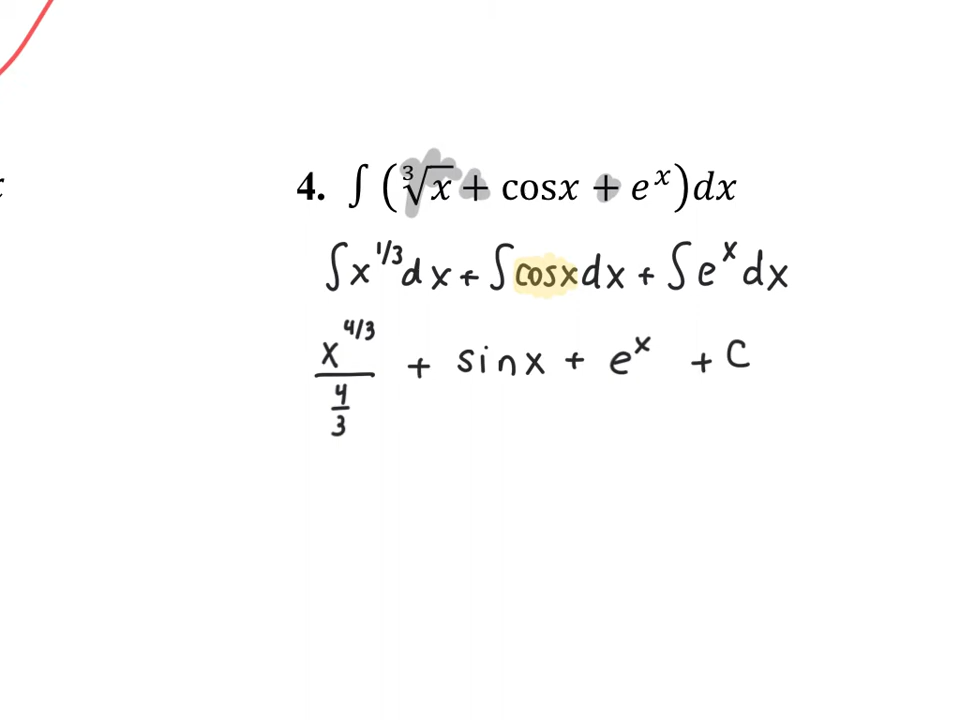 4. ∫ (∛x + cosx + eˣ)dx
∫x^{1/3}dx + ∫cosxdx + ∫eˣdx
x^{4/3}/(4/3) + sinx + eˣ + C